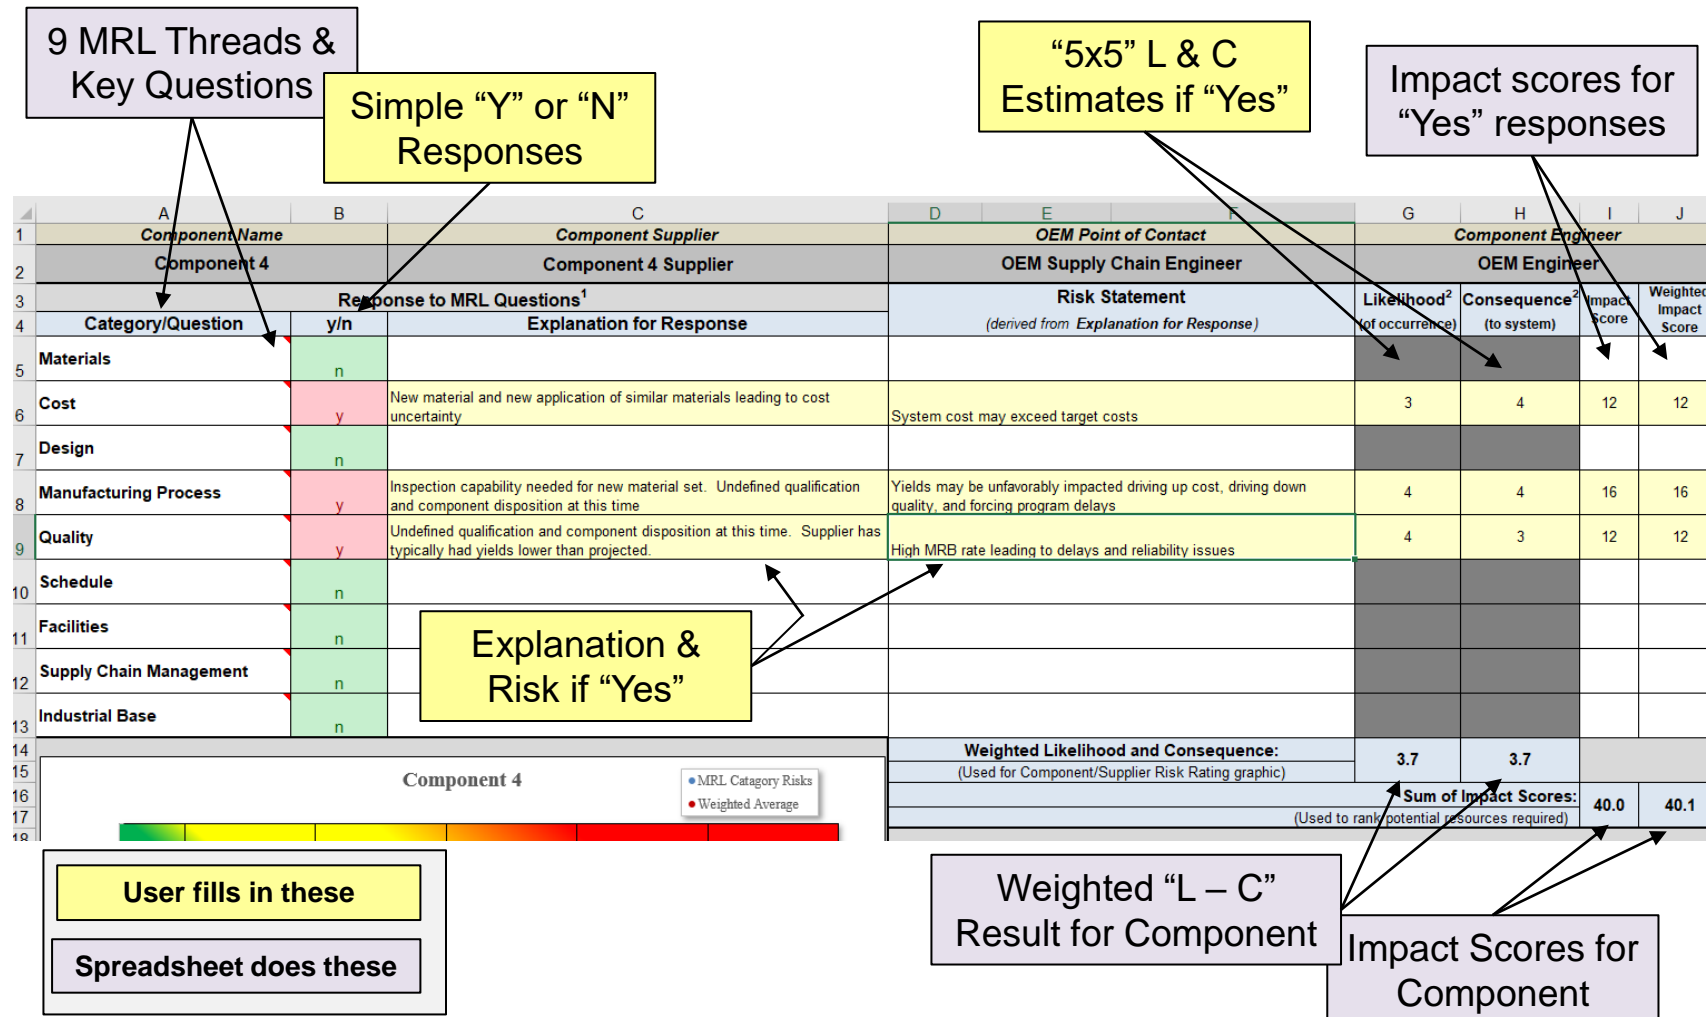 9 MRL Threads &
Key Questions
Simple “Y” or “N”
Responses
“5x5” L & C
Estimates if “Yes”
Impact scores for
“Yes” responses
A B C D E F G H I J
1 Component Name Component Supplier OEM Point of Contact Component Engineer
2 Component 4 Component 4 Supplier OEM Supply Chain Engineer OEM Engineer
3 Response to MRL Questions1 Risk Statement Likelihood2 Consequence2 Impact Score Weighted Impact Score
4 Category/Question y/n Explanation for Response (derived from Explanation for Response) (of occurrence) (to system)
5 Materials n
6 Cost y New material and new application of similar materials leading to cost uncertainty System cost may exceed target costs 3 4 12 12
7 Design n
8 Manufacturing Process y Inspection capability needed for new material set. Undefined qualification and component disposition at this time Yields may be unfavorably impacted driving up cost, driving down quality, and forcing program delays 4 4 16 16
9 Quality y Undefined qualification and component disposition at this time. Supplier has typically had yields lower than projected. High MRB rate leading to delays and reliability issues 4 3 12 12
10 Schedule n
11 Facilities n
12 Supply Chain Management n
13 Industrial Base n
Explanation &
Risk if “Yes”
14 Weighted Likelihood and Consequence: 3.7 3.7
15 (Used for Component/Supplier Risk Rating graphic)
16 Sum of Impact Scores: 40.0 40.1
17 (Used to rank potential resources required)
18
Component 4
MRL Catagory Risks
Weighted Average
User fills in these
Spreadsheet does these
Weighted “L – C”
Result for Component
Impact Scores for
Component